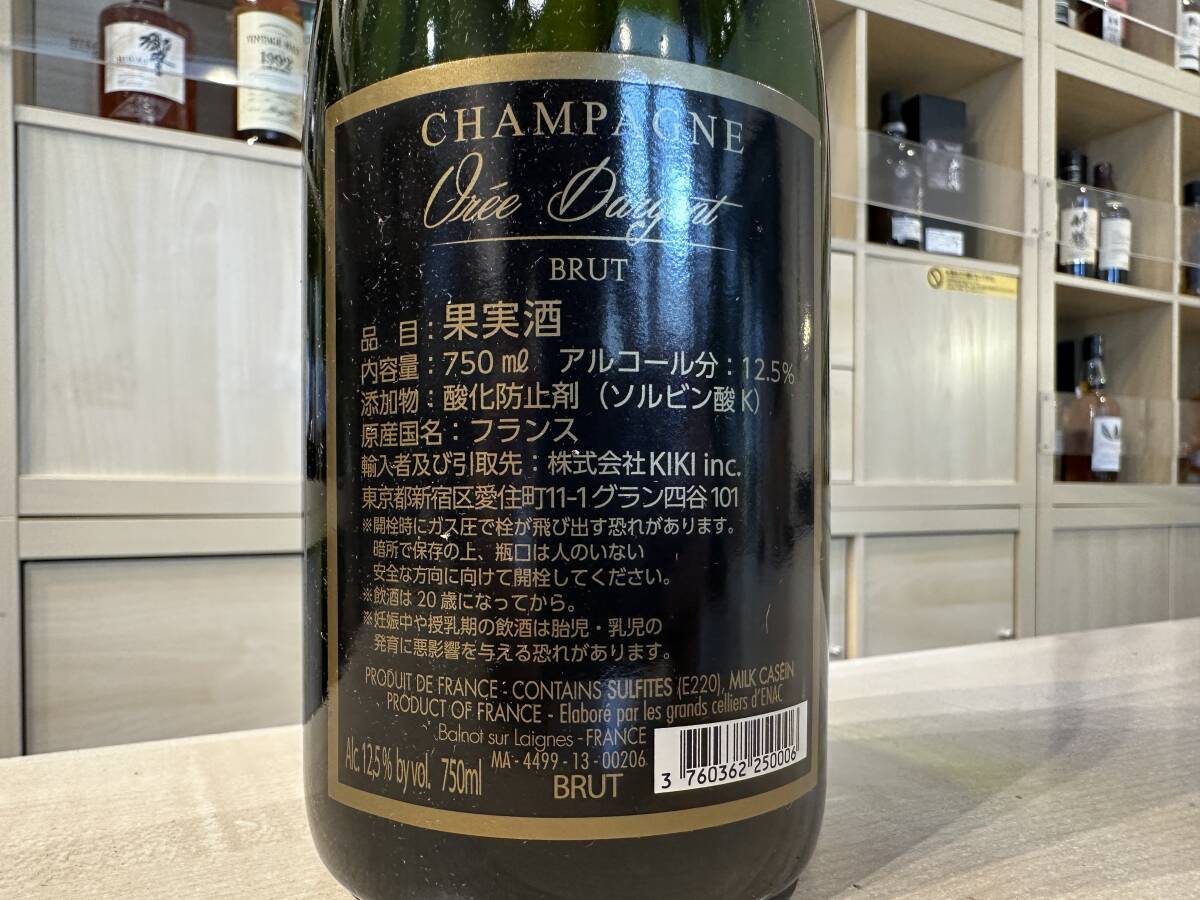 響
VINTAGE MALT
1992
CHAMPAGNE
Orée Dargent
BRUT
品 目：果実酒
内容量：750㎖ アルコール分：12.5%
添加物：酸化防止剤（ソルビン酸K）
原産国名：フランス
輸入者及び引取先：株式会社KIKI inc.
東京都新宿区愛住町11-1グラン四谷101
※開栓時にガス圧で栓が飛び出す恐れがあります。
暗所で保存の上、瓶口は人のいない
安全な方向に向けて開栓してください。
※飲酒は20歳になってから。
※妊娠中や授乳期の飲酒は胎児・乳児の
発育に悪影響を与える恐れがあります。
PRODUIT DE FRANCE : CONTAINS SULFITES (E220), MILK CASEIN
PRODUCT OF FRANCE - Elaboré par les grands celliers d'ENAC
Balnot sur Laignes - FRANCE
MA - 4499 - 13 - 00206
Alc. 12,5% by vol. 750ml
BRUT
3 760362 250006